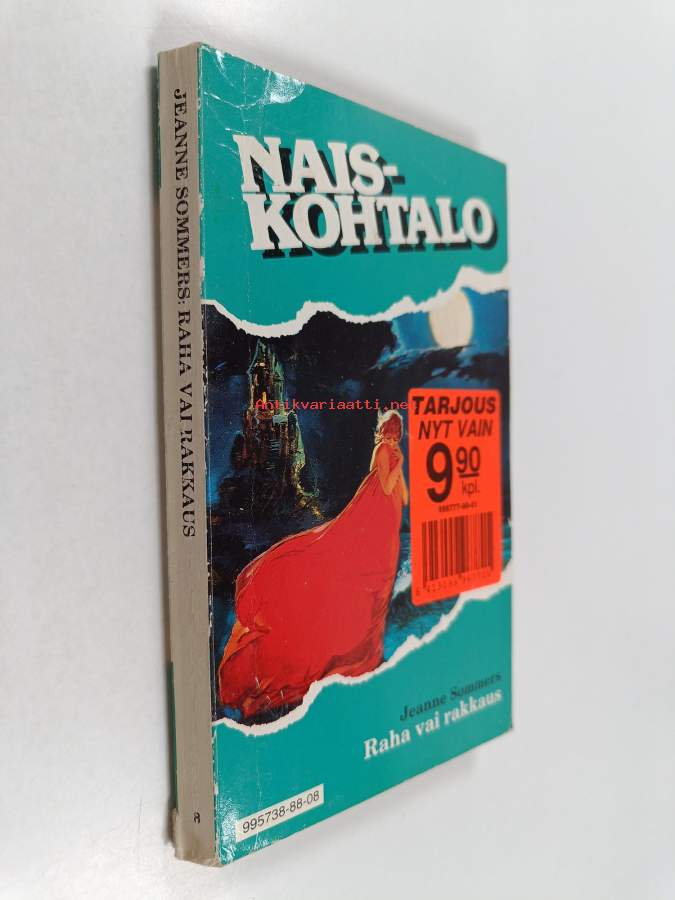 JEANNE SOMMERS: RAHA VAI RAKKAUS
8
NAIS-
KOHTALO
Antikvariaatti.net
TARJOUS
NYT VAIN
9 90
kpl.
Jeanne Sommers
Raha vai rakkaus
995738-88-08